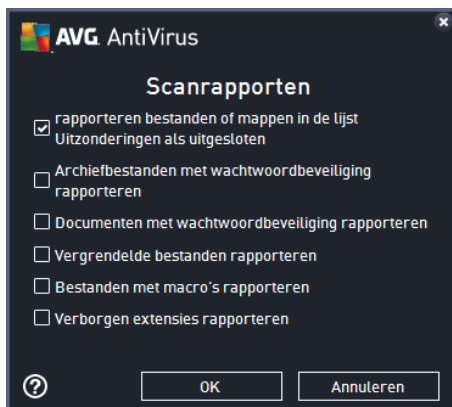 AVG. AntiVirus
Scanrapporten
rapporteren bestanden of mappen in de lijst
Uitzonderingen als uitgesloten
Archiefbestanden met wachtwoordbeveiliging
rapporteren
Documenten met wachtwoordbeveiliging rapporteren
Vergrendelde bestanden rapporteren
Bestanden met macro's rapporteren
Verborgen extensies rapporteren
? OK Annuleren